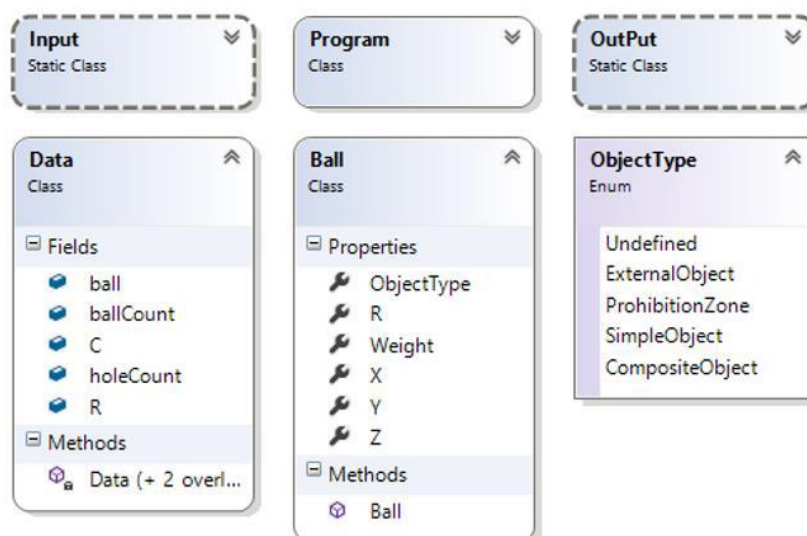 Input
Static Class
Program
Class
OutPut
Static Class
Data
Class
Fields
ball
ballCount
C
holeCount
R
Methods
Data (+ 2 overl...
Ball
Class
Properties
ObjectType
R
Weight
X
Y
Z
Methods
Ball
ObjectType
Enum
Undefined
ExternalObject
ProhibitionZone
SimpleObject
CompositeObject